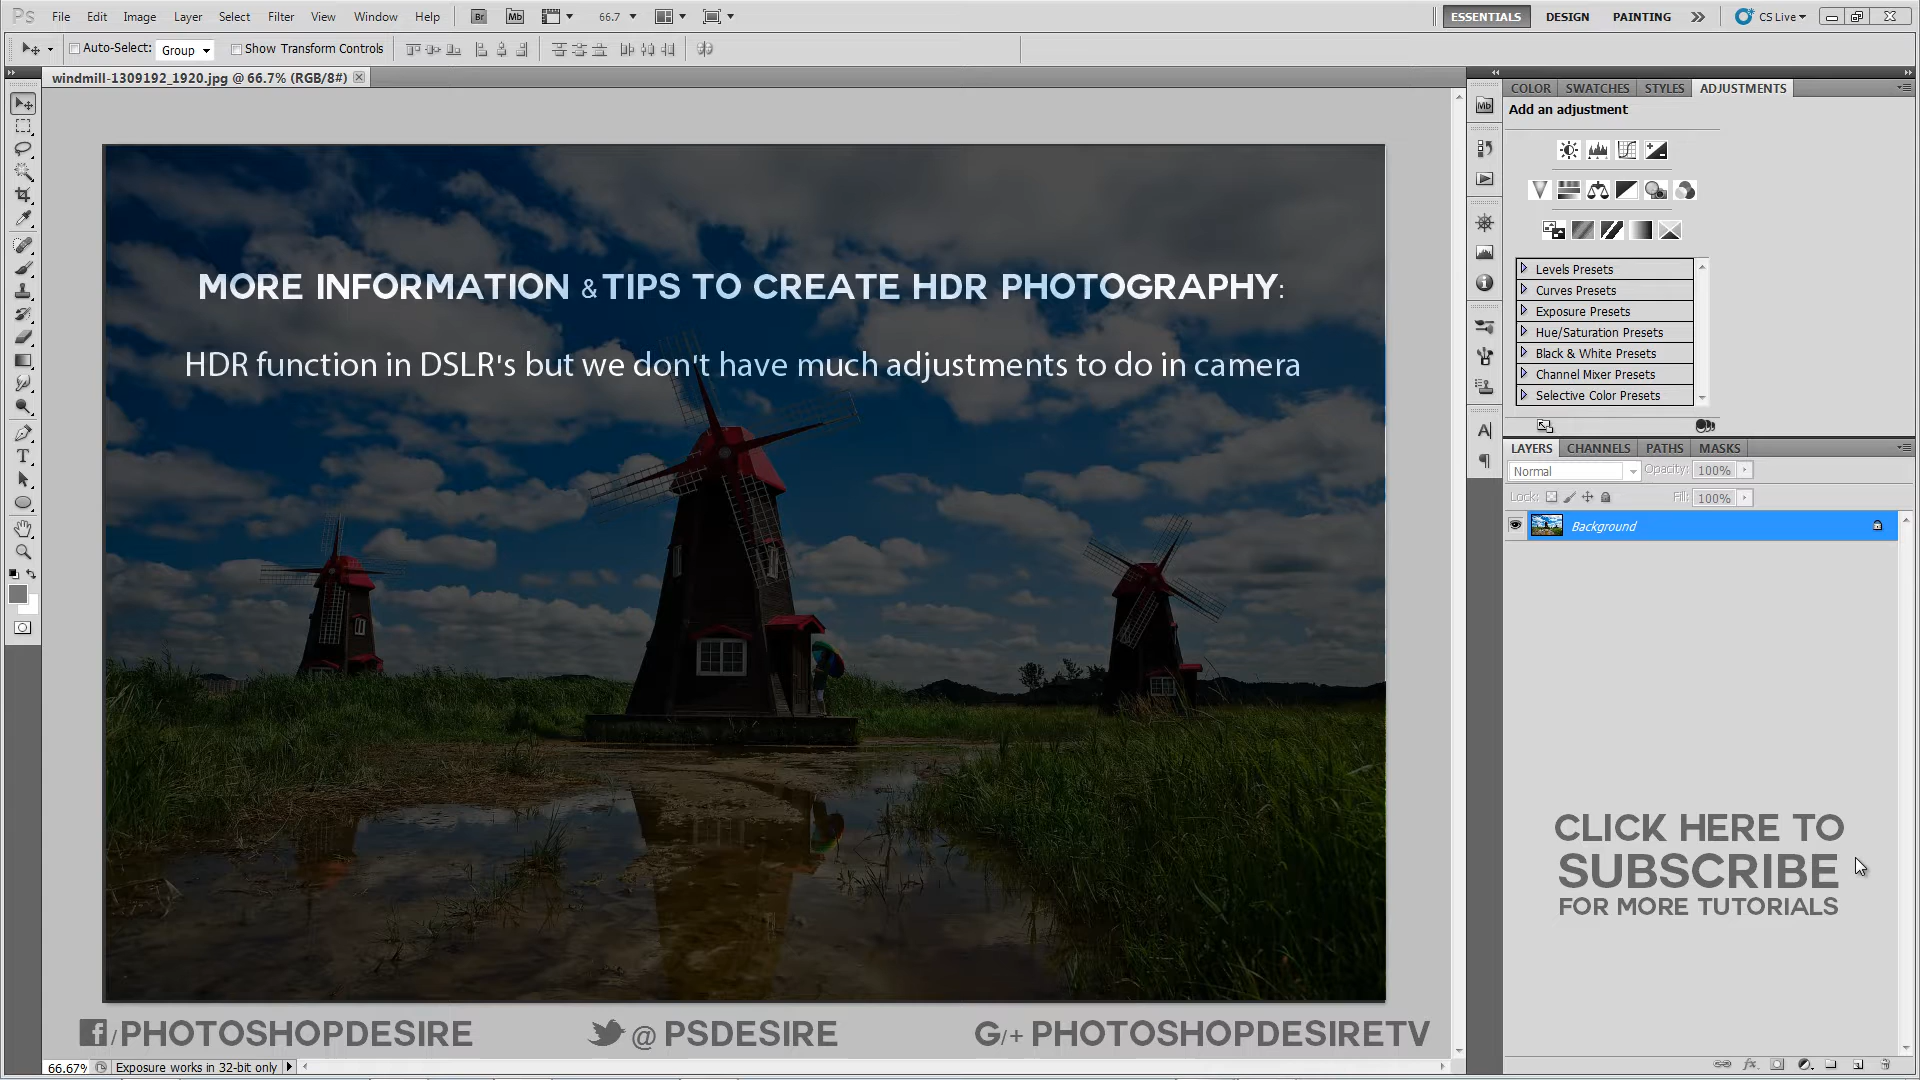 Ps File Edit Image Layer Select Filter View Window Help Br Mb 66.7 ESSENTIALS DESIGN PAINTING CS Live
Auto-Select: Group Show Transform Controls
windmill-1309192_1920.jpg @ 66.7% (RGB/8#)
COLOR SWATCHES STYLES ADJUSTMENTS
Add an adjustment
Levels Presets
Curves Presets
Exposure Presets
Hue/Saturation Presets
Black & White Presets
Channel Mixer Presets
Selective Color Presets
LAYERS CHANNELS PATHS MASKS
Normal Opacity: 100%
Lock: Fill: 100%
Background
MORE INFORMATION & TIPS TO CREATE HDR PHOTOGRAPHY:
HDR function in DSLR's but we don't have much adjustments to do in camera
CLICK HERE TO
SUBSCRIBE
FOR MORE TUTORIALS
f/PHOTOSHOPDESIRE @ PSDESIRE G/+ PHOTOSHOPDESIRETV
66.67% Exposure works in 32-bit only